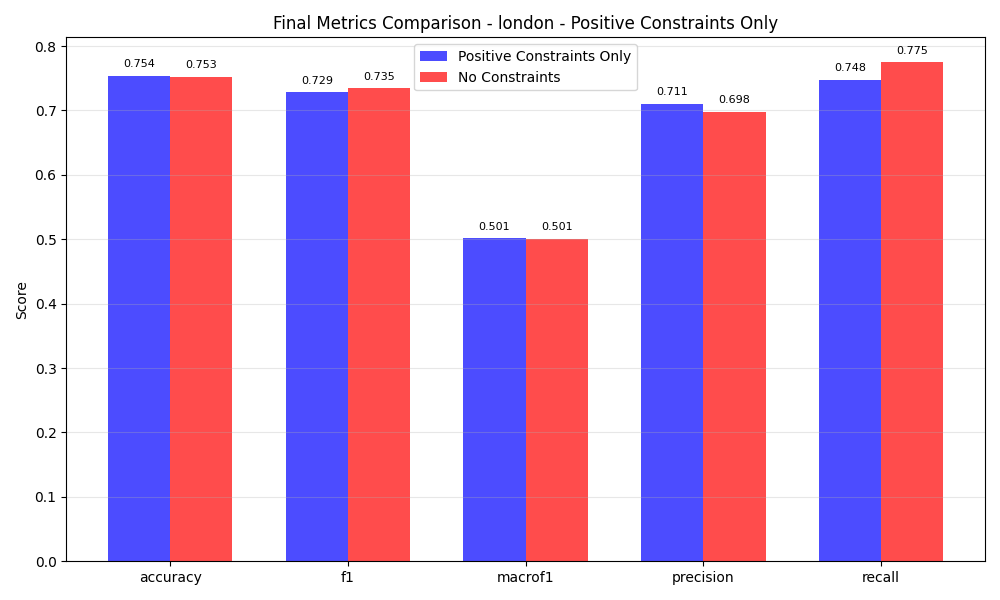 Final Metrics Comparison - london - Positive Constraints Only
Positive Constraints Only
No Constraints
Score
0.8
0.7
0.6
0.5
0.4
0.3
0.2
0.1
0.0
0.754
0.753
0.729
0.735
0.501
0.501
0.711
0.698
0.748
0.775
accuracy
f1
macrof1
precision
recall